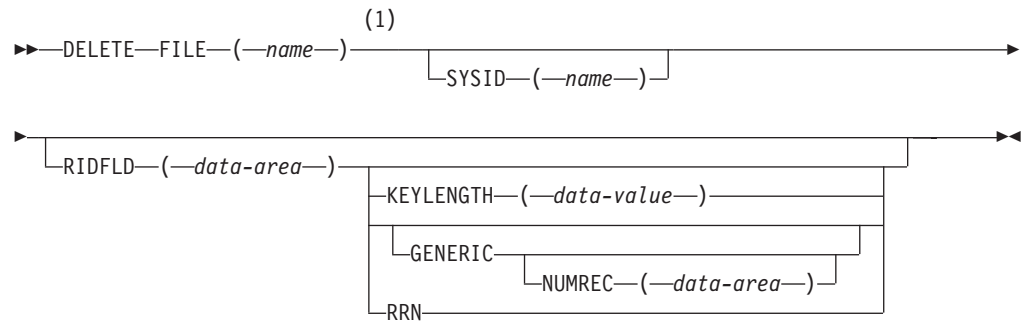 (1)
DELETE FILE ( name )
SYSID ( name )
RIDFLD ( data-area )
KEYLENGTH ( data-value )
GENERIC
NUMREC ( data-area )
RRN